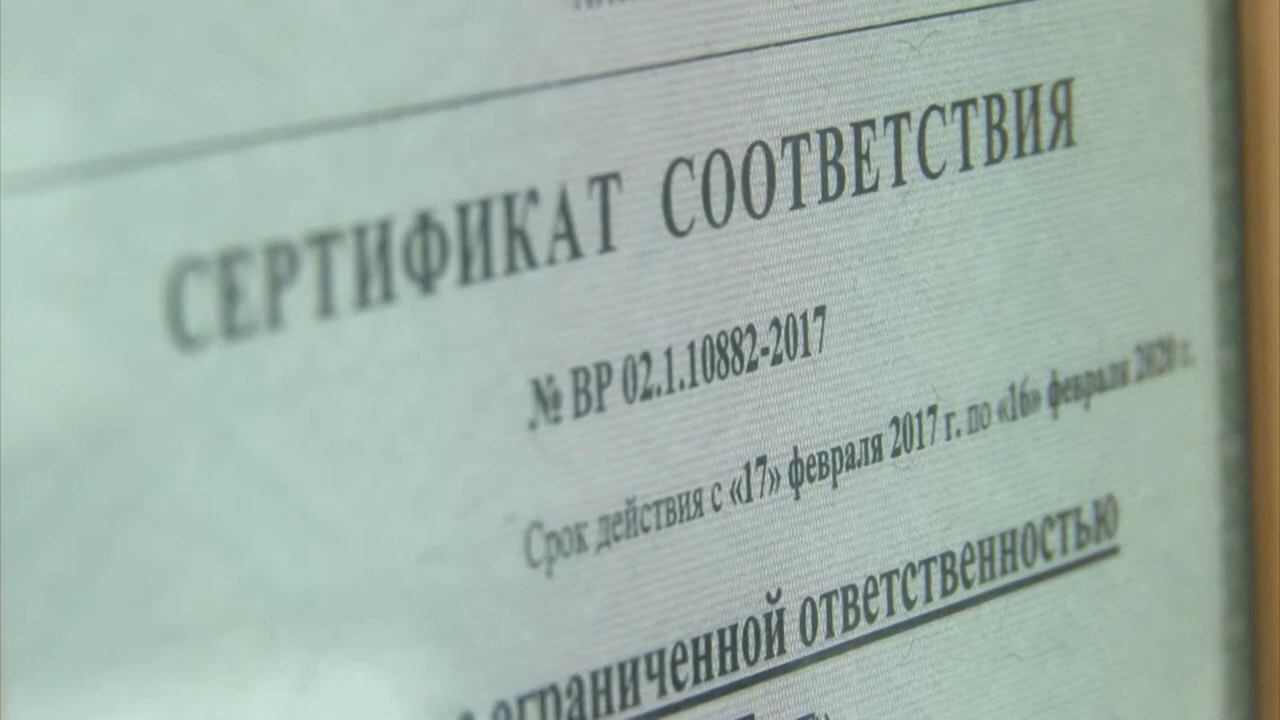 СЕРТИФИКАТ СООТВЕТСТВИЯ
№ ВР 02.1.10882-2017
Срок действия с «17» февраля 2017 г. по «16» февраля 2020 г.
ограниченной ответственностью